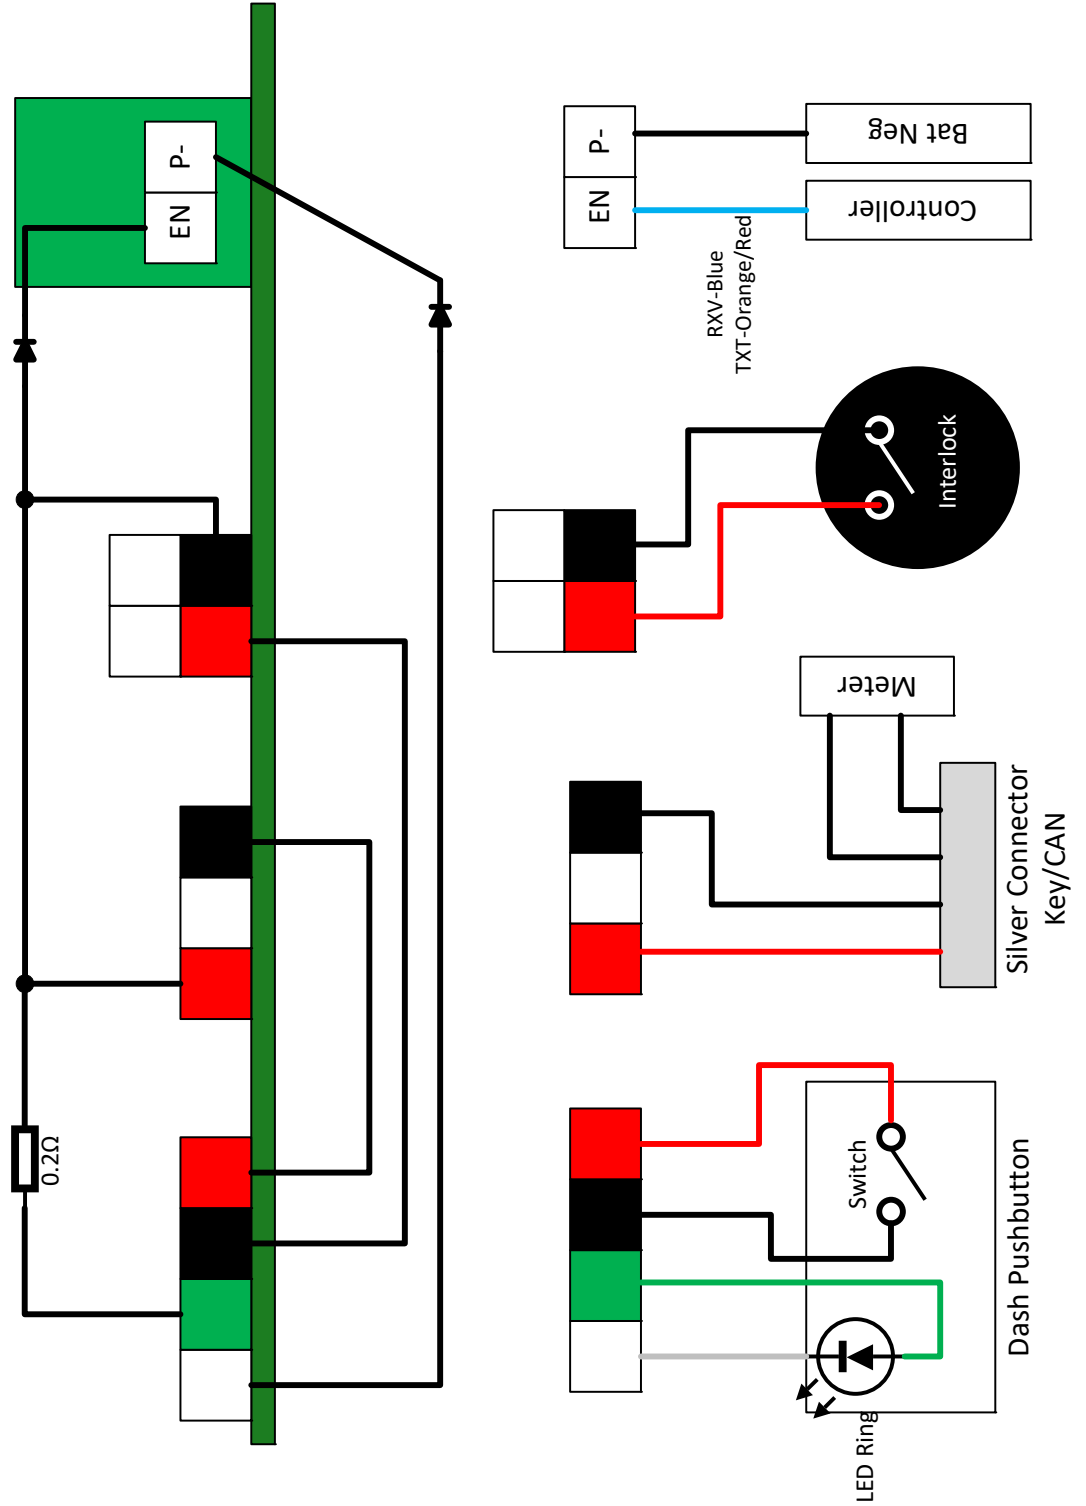 P-
EN
P-
EN
Bat Neg
Controller
RXV-Blue
TXT-Orange/Red
Interlock
Meter
Silver Connector
Key/CAN
0.2Ω
Switch
Dash Pushbutton
LED Ring